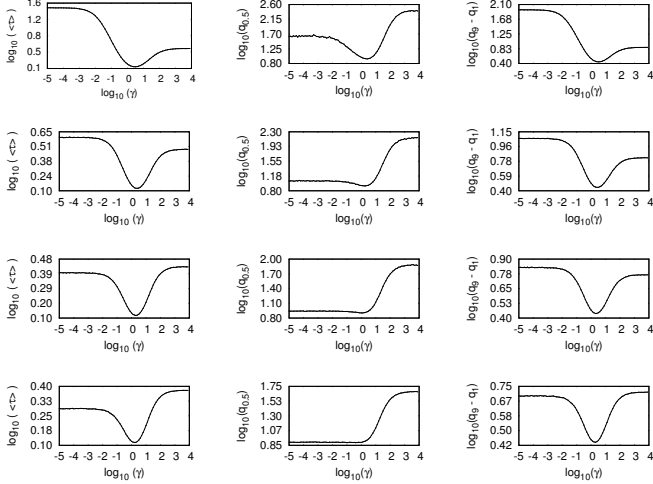 log10 ( <τ> )
1.6
1.2
0.8
0.5
0.1
-5 -4 -3 -2 -1 0 1 2 3 4
log10 (γ)
log10(q0.5)
2.60
2.20
1.70
1.20
0.80
-5 -4 -3 -2 -1 0 1 2 3 4
log10(γ)
log10(q9 - q1)
2.10
1.68
1.25
0.83
0.40
-5 -4 -3 -2 -1 0 1 2 3 4
log10(γ)
log10 ( <τ> )
0.65
0.51
0.38
0.24
0.10
-5 -4 -3 -2 -1 0 1 2 3 4
log10 (γ)
log10(q0.5)
2.30
1.93
1.55
1.18
0.80
-5 -4 -3 -2 -1 0 1 2 3 4
log10(γ)
log10(q9 - q1)
1.15
0.96
0.78
0.59
0.40
-5 -4 -3 -2 -1 0 1 2 3 4
log10(γ)
log10 ( <τ> )
0.48
0.39
0.29
0.20
0.10
-5 -4 -3 -2 -1 0 1 2 3 4
log10 (γ)
log10(q0.5)
2.00
1.70
1.40
1.10
0.80
-5 -4 -3 -2 -1 0 1 2 3 4
log10(γ)
log10(q9 - q1)
0.90
0.78
0.65
0.53
0.40
-5 -4 -3 -2 -1 0 1 2 3 4
log10(γ)
log10 ( <τ> )
0.40
0.33
0.25
0.18
0.10
-5 -4 -3 -2 -1 0 1 2 3 4
log10 (γ)
log10(q0.5)
1.75
1.53
1.30
1.07
0.85
-5 -4 -3 -2 -1 0 1 2 3 4
log10(γ)
log10(q9 - q1)
0.75
0.67
0.58
0.50
0.42
-5 -4 -3 -2 -1 0 1 2 3 4
log10(γ)